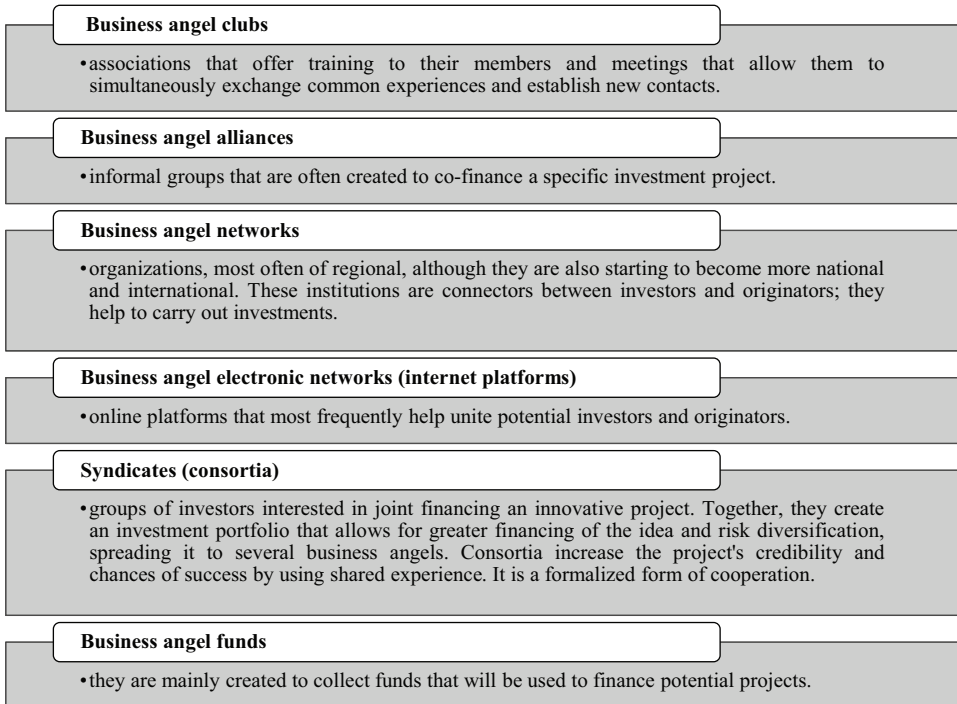 Business angel clubs
•associations that offer training to their members and meetings that allow them to
simultaneously exchange common experiences and establish new contacts.
Business angel alliances
•informal groups that are often created to co-finance a specific investment project.
Business angel networks
•organizations, most often of regional, although they are also starting to become more national
and international. These institutions are connectors between investors and originators; they
help to carry out investments.
Business angel electronic networks (internet platforms)
•online platforms that most frequently help unite potential investors and originators.
Syndicates (consortia)
•groups of investors interested in joint financing an innovative project. Together, they create
an investment portfolio that allows for greater financing of the idea and risk diversification,
spreading it to several business angels. Consortia increase the project's credibility and
chances of success by using shared experience. It is a formalized form of cooperation.
Business angel funds
•they are mainly created to collect funds that will be used to finance potential projects.